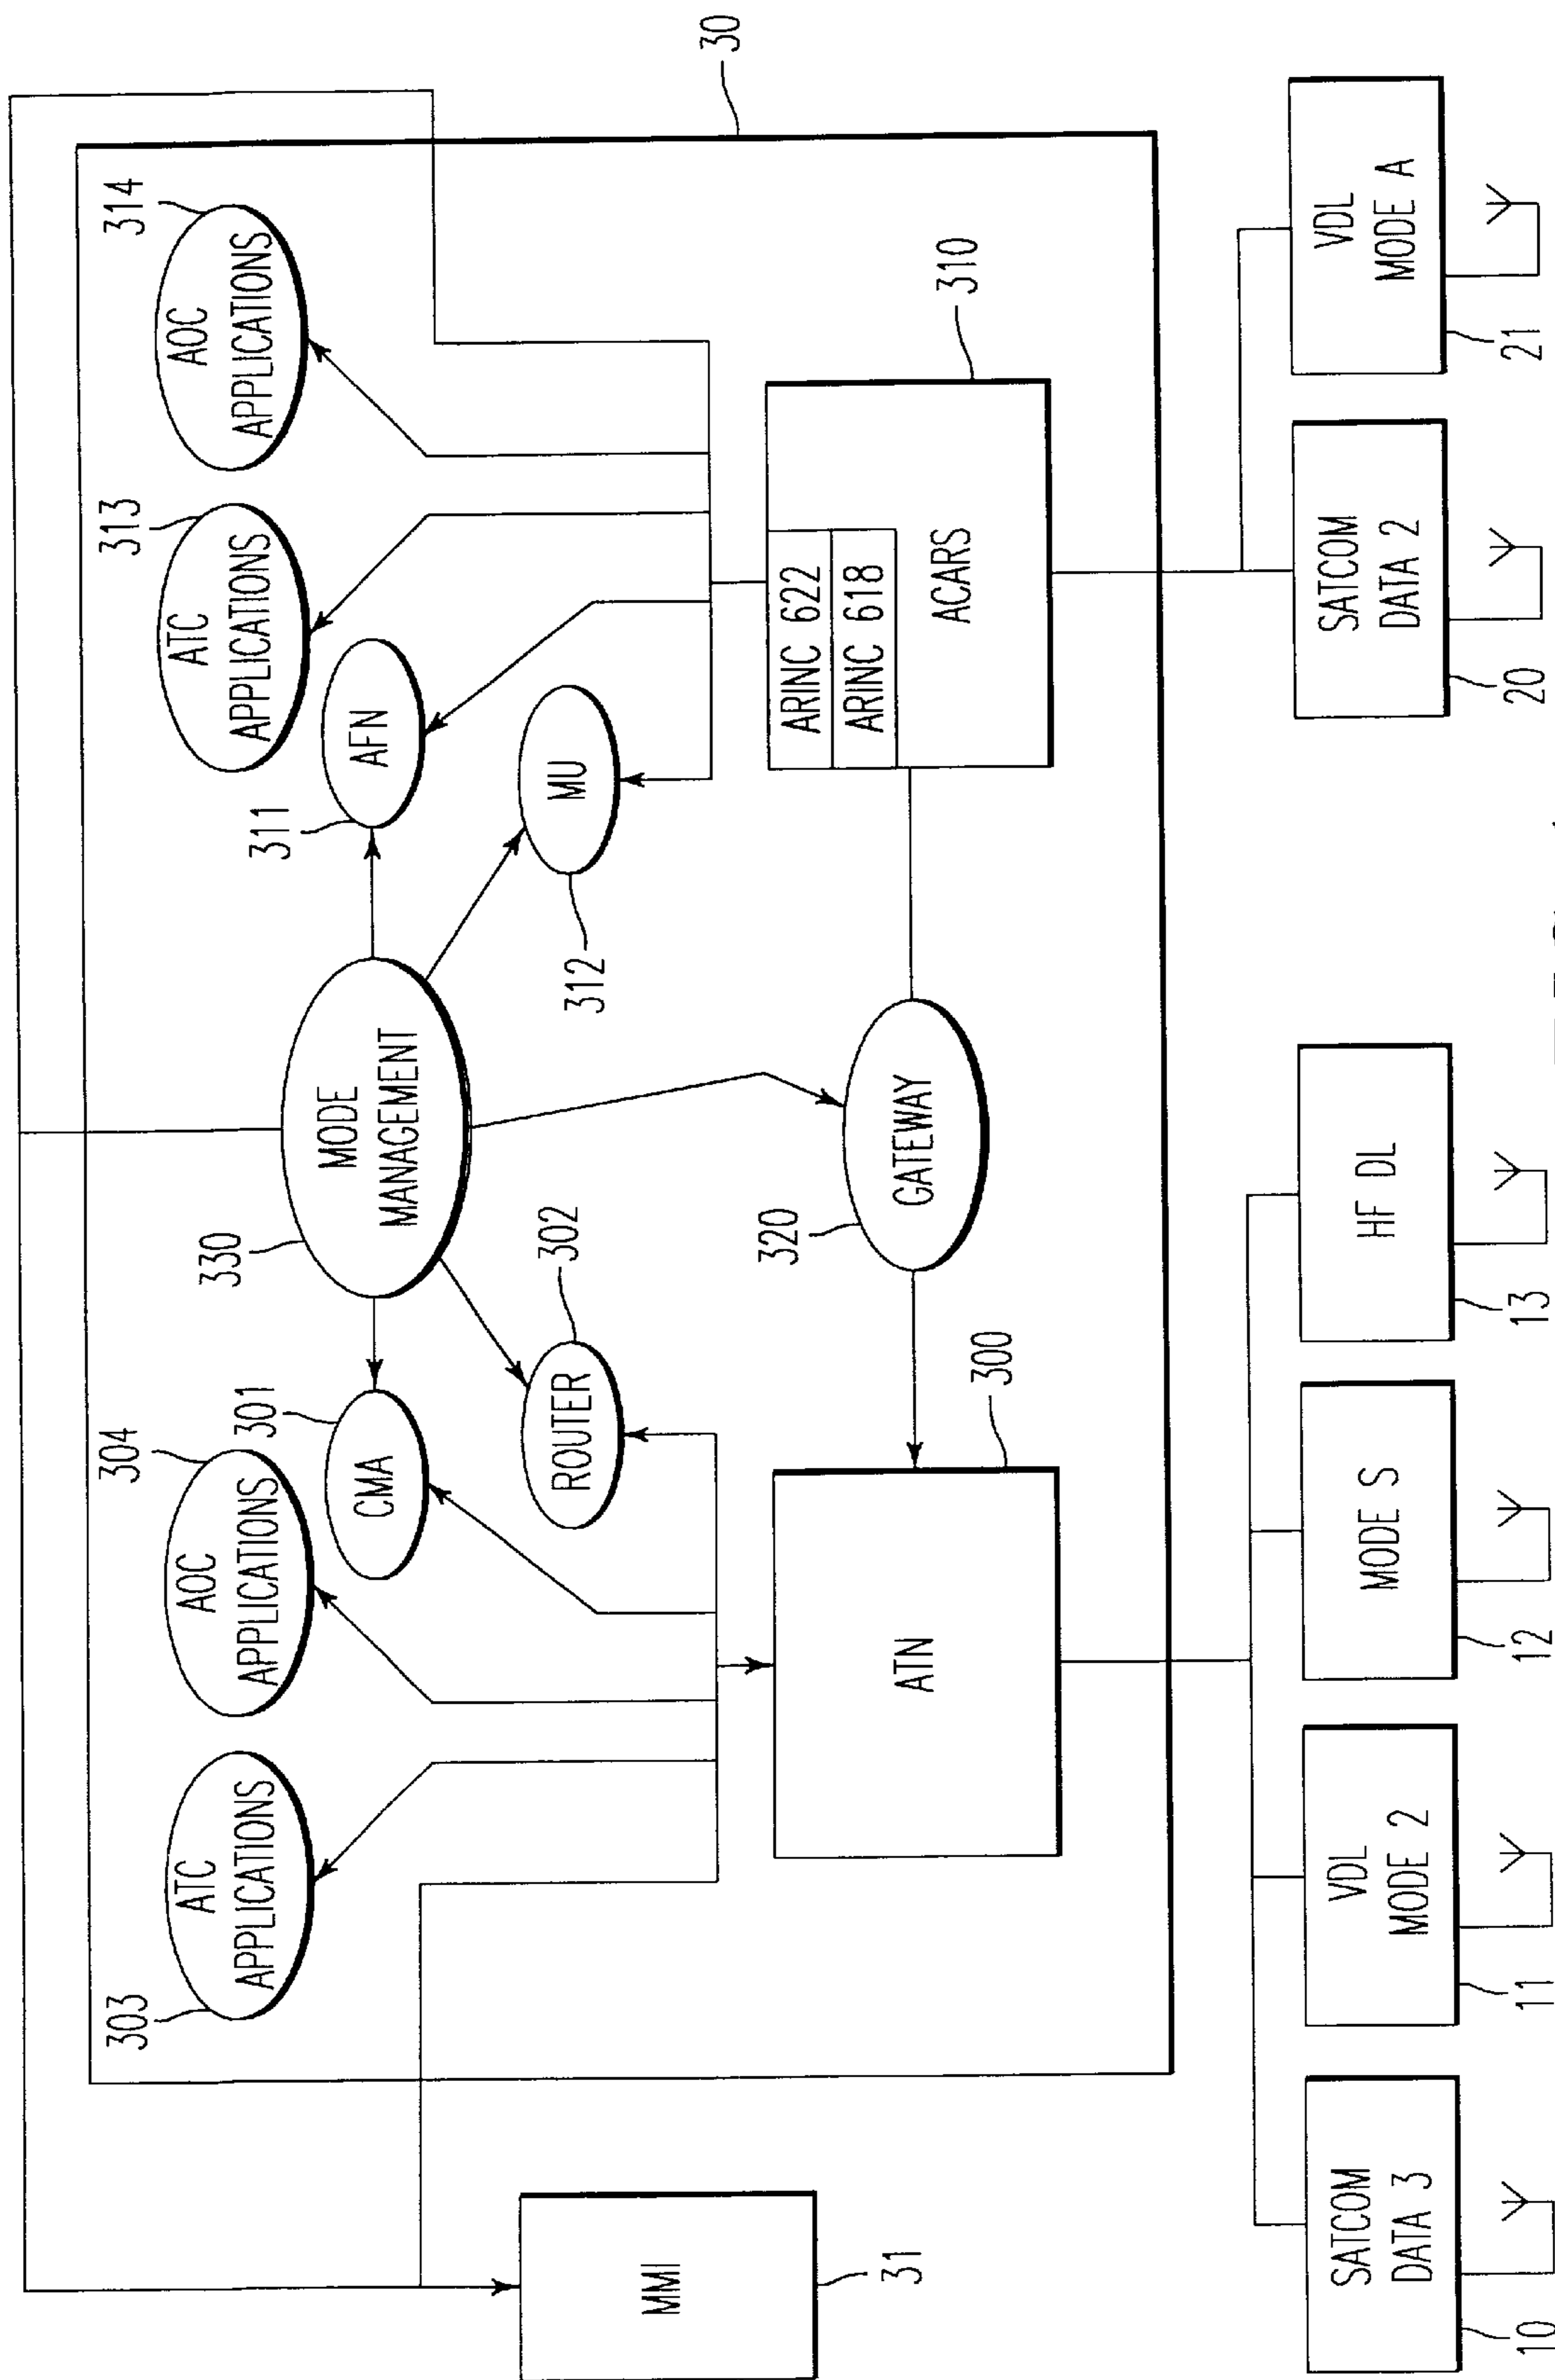 30
314
AOC
APPLICATIONS
313
ATC
APPLICATIONS
AFN
311
MU
312
MODE
MANAGEMENT
330
302
ROUTER
301
CMA
304
AOC
APPLICATIONS
303
ATC
APPLICATIONS
310
ARINC 622
ARINC 618
ACARS
GATEWAY
320
300
ATN
MMI
31
VDL
MODE A
21
SATCOM
DATA 2
20
HF DL
13
MODE S
12
VDL
MODE 2
11
SATCOM
DATA 3
10